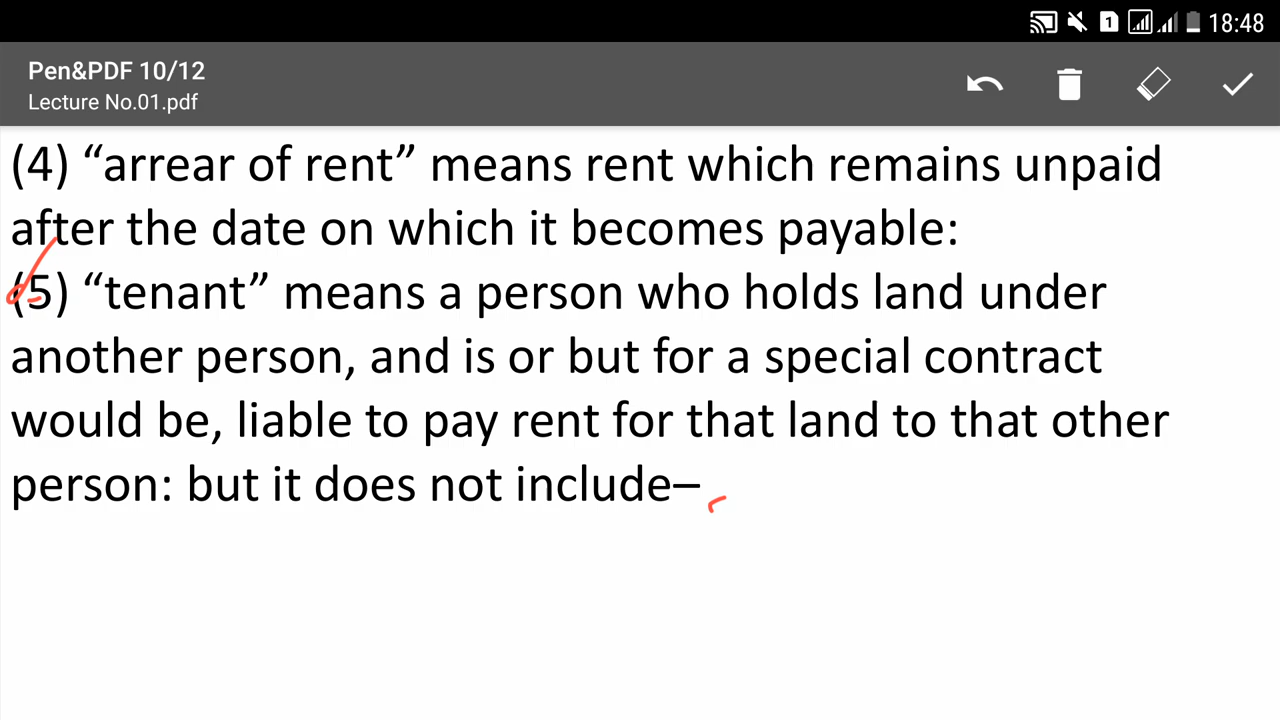 1 18:48
Pen&PDF 10/12
Lecture No.01.pdf
(4) “arrear of rent” means rent which remains unpaid
after the date on which it becomes payable:
(5) “tenant” means a person who holds land under
another person, and is or but for a special contract
would be, liable to pay rent for that land to that other
person: but it does not include–